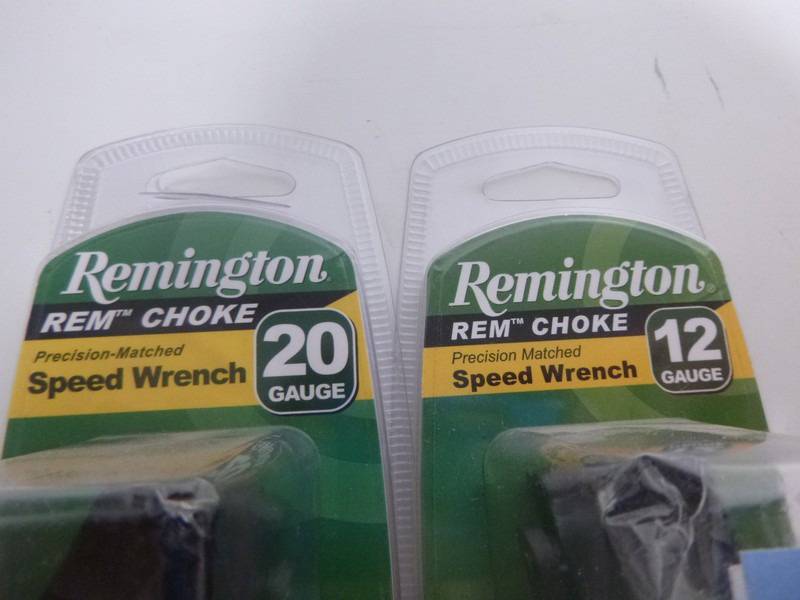 Remington
REM™ CHOKE
Precision-Matched
Speed Wrench
20
GAUGE
Remington®
REM™ CHOKE
Precision Matched
Speed Wrench
12
GAUGE